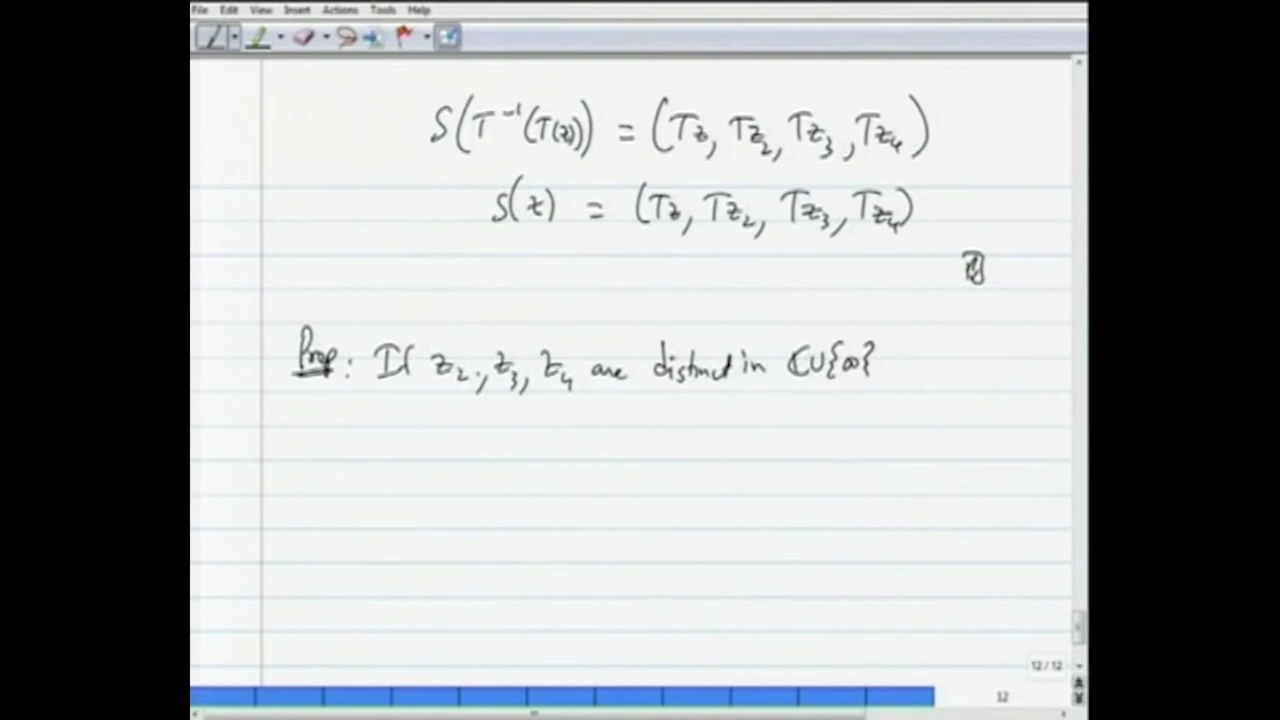 File Edit View Insert Actions Tools Help
S(T⁻¹(T(z))) = (Tz, Tz₂, Tz₃, Tz₄)
S(z) = (Tz, Tz₂, Tz₃, Tz₄)
Prop: If z₂, z₃, z₄ are distinct in ℂ∪{∞}
12 / 12
12